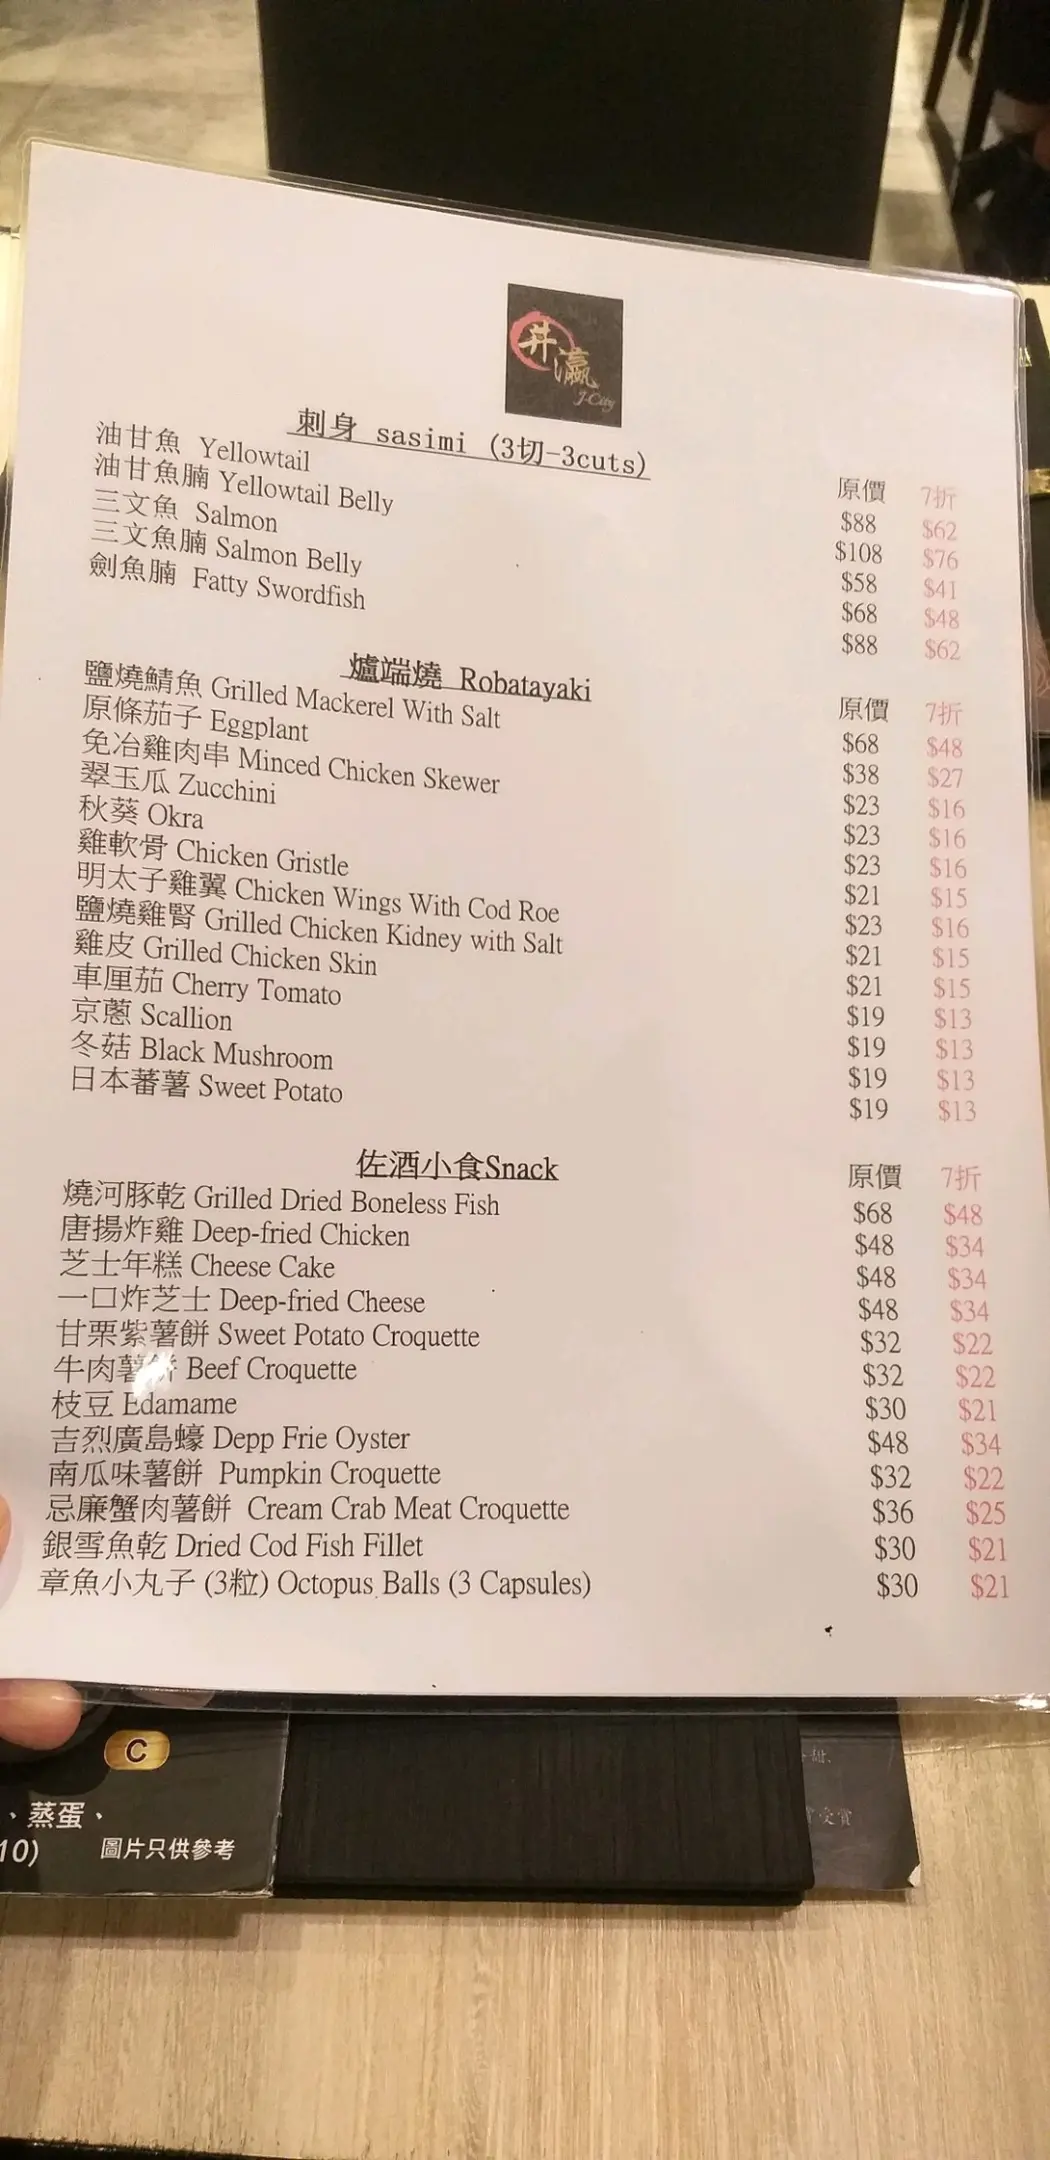 井瀛
J-City
刺身 sasimi (3切-3cuts)
原價 7折
油甘魚 Yellowtail $88 $62
油甘魚腩 Yellowtail Belly $108 $76
三文魚 Salmon $58 $41
三文魚腩 Salmon Belly $68 $48
劍魚腩 Fatty Swordfish $88 $62
爐端燒 Robatayaki
原價 7折
鹽燒鯖魚 Grilled Mackerel With Salt $68 $48
原條茄子 Eggplant $38 $27
免冶雞肉串 Minced Chicken Skewer $23 $16
翠玉瓜 Zucchini $23 $16
秋葵 Okra $23 $16
雞軟骨 Chicken Gristle $21 $15
明太子雞翼 Chicken Wings With Cod Roe $23 $16
鹽燒雞腎 Grilled Chicken Kidney with Salt $21 $15
雞皮 Grilled Chicken Skin $21 $15
車厘茄 Cherry Tomato $19 $13
京蔥 Scallion $19 $13
冬菇 Black Mushroom $19 $13
日本蕃薯 Sweet Potato $19 $13
佐酒小食Snack 原價 7折
燒河豚乾 Grilled Dried Boneless Fish $68 $48
唐揚炸雞 Deep-fried Chicken $48 $34
芝士年糕 Cheese Cake $48 $34
一口炸芝士 Deep-fried Cheese $48 $34
甘栗紫薯餅 Sweet Potato Croquette $32 $22
牛肉薯餅 Beef Croquette $32 $22
枝豆 Edamame $30 $21
吉烈廣島蠔 Depp Frie Oyster $48 $34
南瓜味薯餅 Pumpkin Croquette $32 $22
忌廉蟹肉薯餅 Cream Crab Meat Croquette $36 $25
銀雪魚乾 Dried Cod Fish Fillet $30 $21
章魚小丸子 (3粒) Octopus Balls (3 Capsules) $30 $21
C
、蒸蛋、
10) 圖片只供參考
甜.
受賞